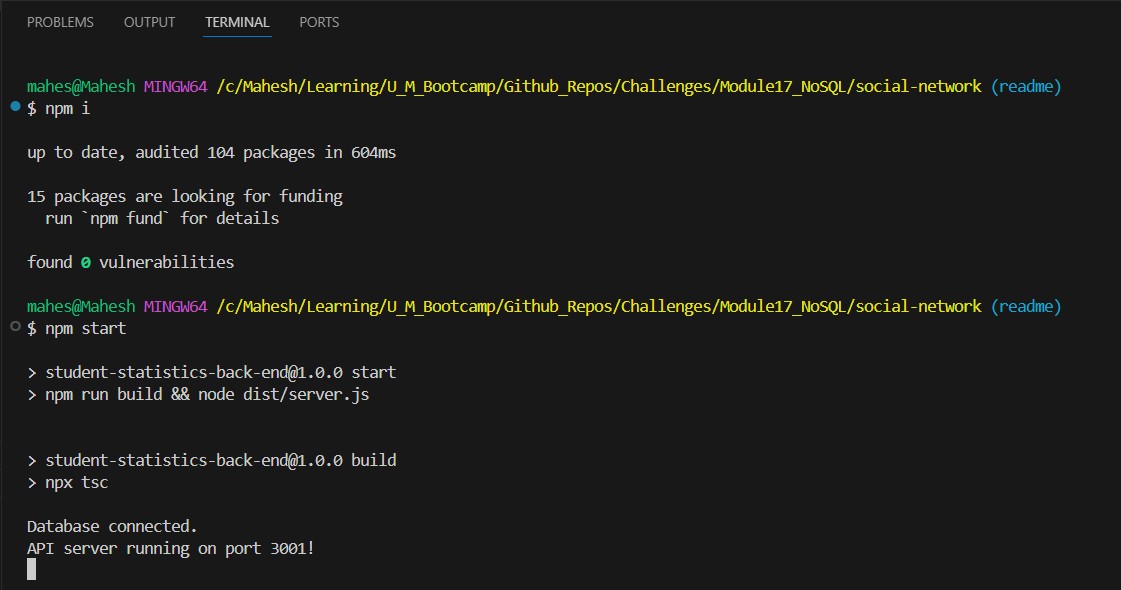 PROBLEMS OUTPUT TERMINAL PORTS
mahes@Mahesh MINGW64 /c/Mahesh/Learning/U_M_Bootcamp/Github_Repos/Challenges/Module17_NoSQL/social-network (readme)
$ npm i
up to date, audited 104 packages in 604ms
15 packages are looking for funding
  run `npm fund` for details
found 0 vulnerabilities
mahes@Mahesh MINGW64 /c/Mahesh/Learning/U_M_Bootcamp/Github_Repos/Challenges/Module17_NoSQL/social-network (readme)
$ npm start
> student-statistics-back-end@1.0.0 start
> npm run build && node dist/server.js
> student-statistics-back-end@1.0.0 build
> npx tsc
Database connected.
API server running on port 3001!